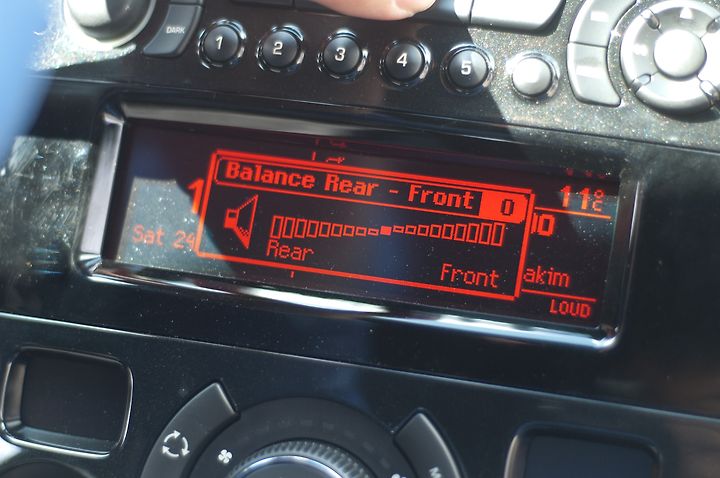 DARK
1 2 3 4 5
Balance Rear - Front 0
11°C
Sat 24
Rear
Front
akim
LOUD